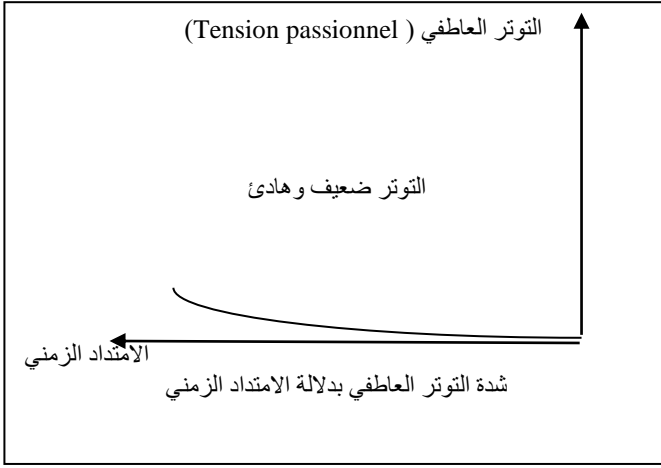 التوتر العاطفي ( Tension passionnel)
التوتر ضعيف وهادئ
الامتداد الزمني
شدة التوتر العاطفي بدلالة الامتداد الزمني